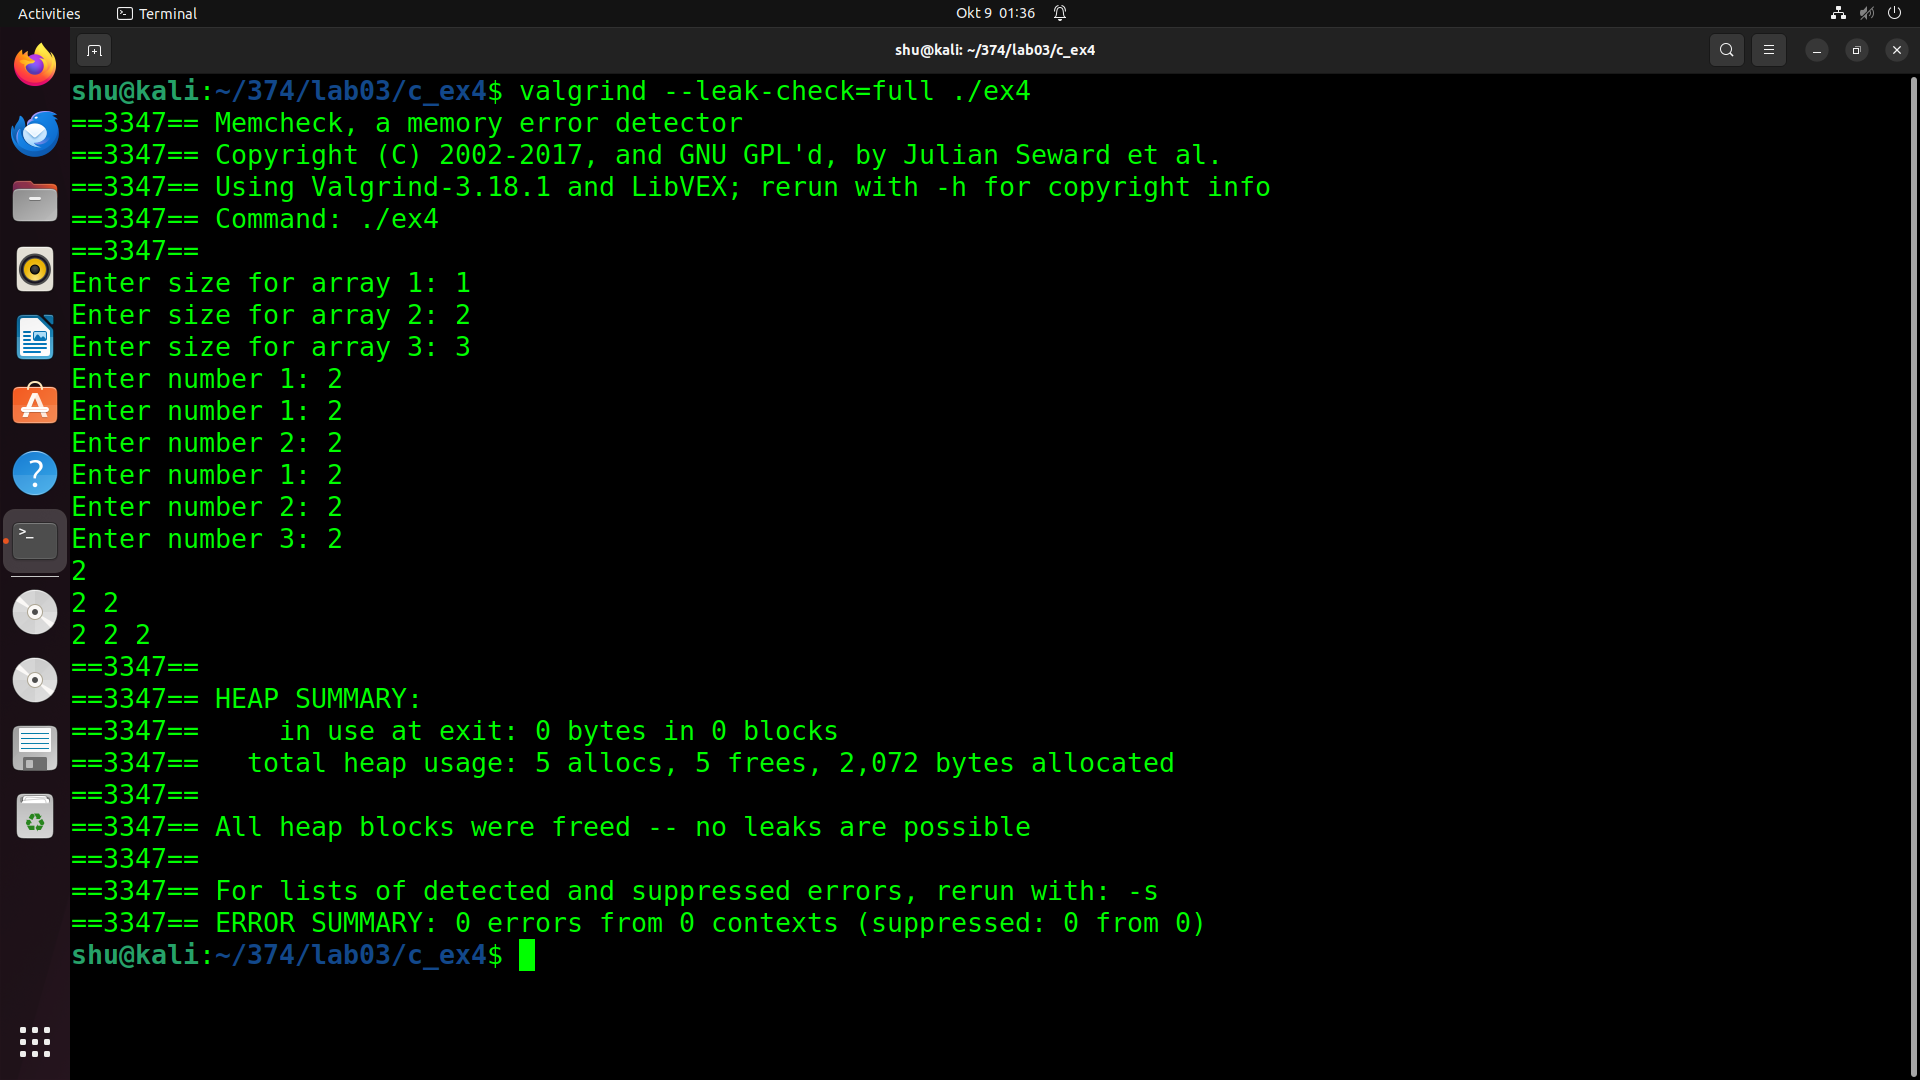 Activities Terminal Okt 9 01:36
shu@kali: ~/374/lab03/c_ex4
shu@kali:~/374/lab03/c_ex4$ valgrind --leak-check=full ./ex4
==3347== Memcheck, a memory error detector
==3347== Copyright (C) 2002-2017, and GNU GPL'd, by Julian Seward et al.
==3347== Using Valgrind-3.18.1 and LibVEX; rerun with -h for copyright info
==3347== Command: ./ex4
==3347==
Enter size for array 1: 1
Enter size for array 2: 2
Enter size for array 3: 3
Enter number 1: 2
Enter number 1: 2
Enter number 2: 2
Enter number 1: 2
Enter number 2: 2
Enter number 3: 2
2
2 2
2 2 2
==3347==
==3347== HEAP SUMMARY:
==3347==     in use at exit: 0 bytes in 0 blocks
==3347==   total heap usage: 5 allocs, 5 frees, 2,072 bytes allocated
==3347==
==3347== All heap blocks were freed -- no leaks are possible
==3347==
==3347== For lists of detected and suppressed errors, rerun with: -s
==3347== ERROR SUMMARY: 0 errors from 0 contexts (suppressed: 0 from 0)
shu@kali:~/374/lab03/c_ex4$